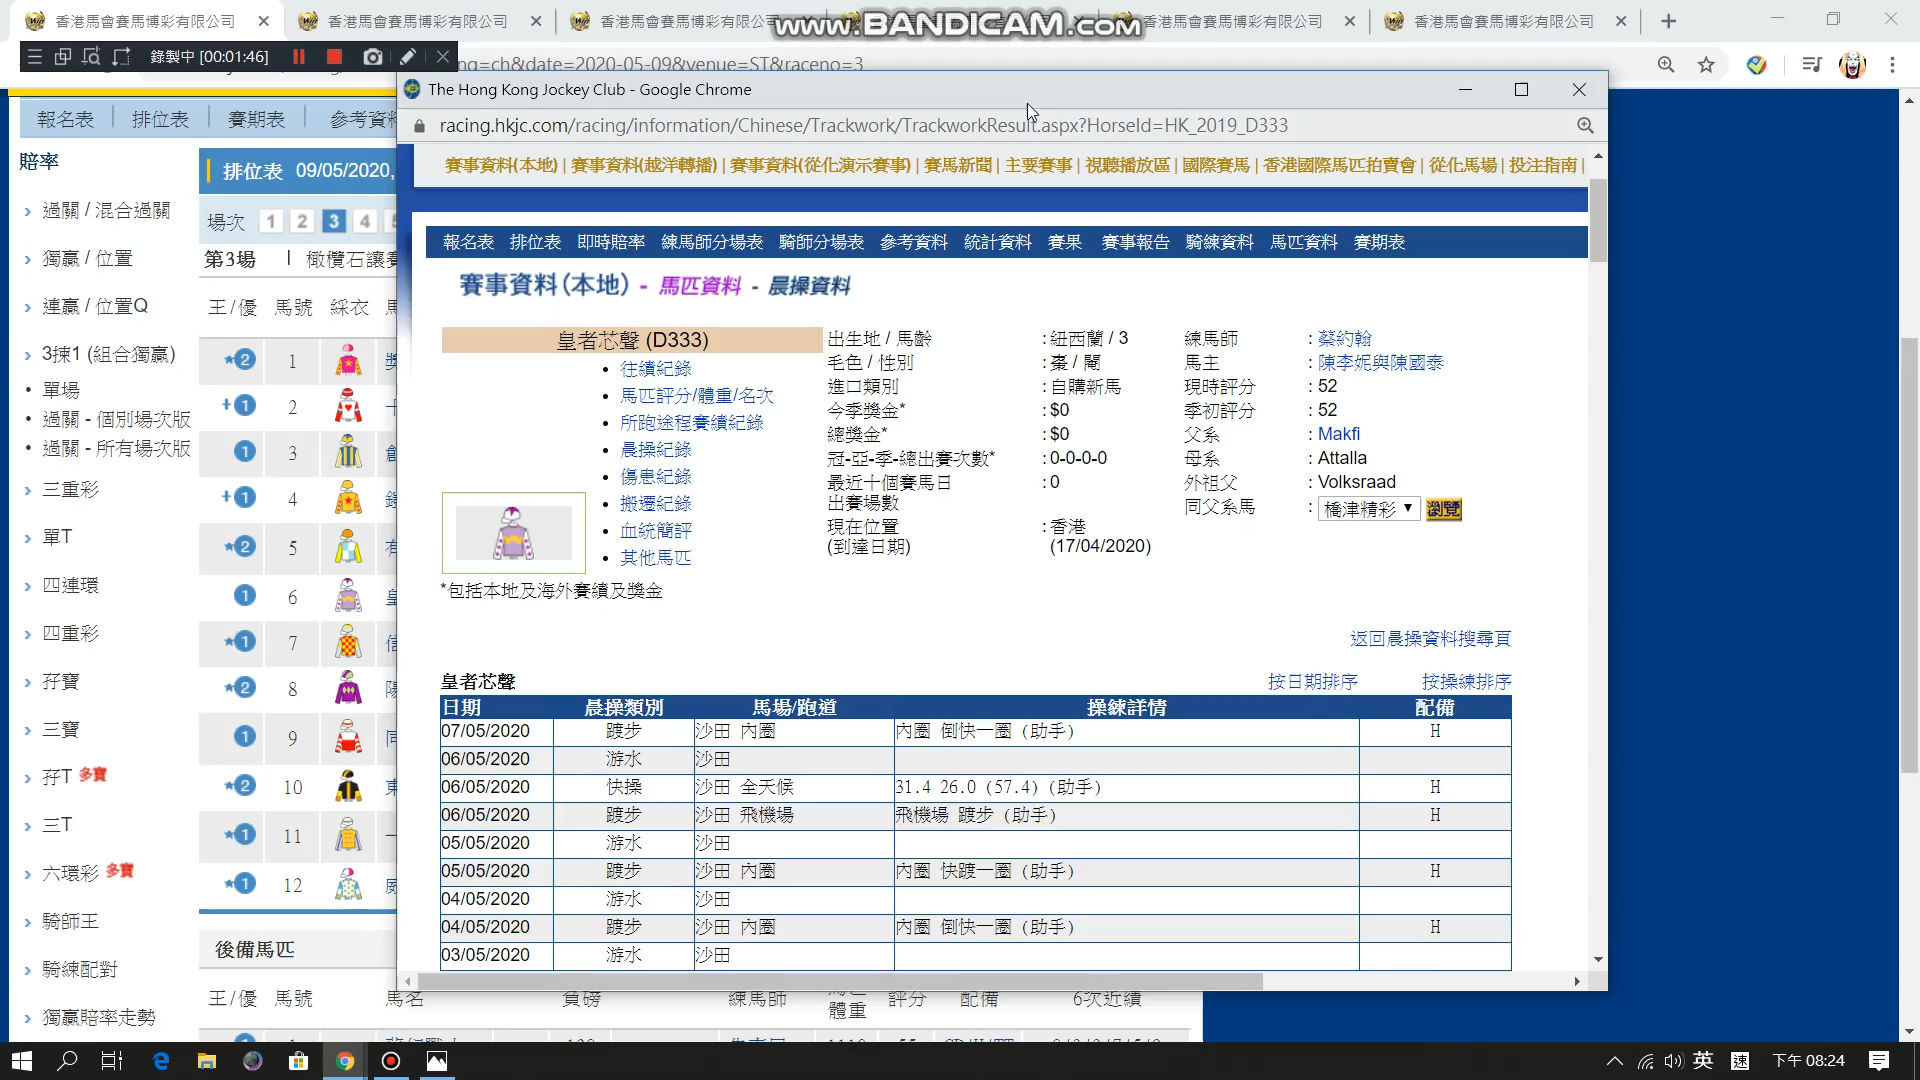 香港馬會賽馬博彩有限公司
香港馬會賽馬博彩有限公司
香港馬會賽馬博彩有限公司
香港馬會賽馬博彩有限公司
香港馬會賽馬博彩有限公司
www.BANDICAM.com
錄製中 [00:01:46]
ng=ch&date=2020-05-09&venue=ST&raceno=3
The Hong Kong Jockey Club - Google Chrome
racing.hkjc.com/racing/information/Chinese/Trackwork/TrackworkResult.aspx?HorseId=HK_2019_D333
報名表 排位表 賽期表 參考資料
賠率
過關 / 混合過關
獨贏 / 位置
連贏 / 位置Q
3揀1 (組合獨贏)
單場
過關 - 個別場次版
過關 - 所有場次版
三重彩
單T
四連環
四重彩
孖寶
三寶
孖T 多寶
三T
六環彩 多寶
騎師王
騎練配對
獨贏賠率走勢
排位表 09/05/2020,
場次 1 2 3 4
第3場 | 橄欖石讓賽
王/優 馬號 綵衣
★2 1
+1 2
1 3
+1 4
★2 5
1 6
★1 7
★2 8
1 9
★2 10
★1 11
★1 12
後備馬匹
王/優 馬號 馬名 負磅 練馬師 體重 評分 配備 6次近績
賽事資料(本地) | 賽事資料(越洋轉播) | 賽事資料(從化演示賽事) | 賽馬新聞 | 主要賽事 | 視聽播放區 | 國際賽馬 | 香港國際馬匹拍賣會 | 從化馬場 | 投注指南 |
報名表 排位表 即時賠率 練馬師分場表 騎師分場表 參考資料 統計資料 賽果 賽事報告 騎練資料 馬匹資料 賽期表
賽事資料(本地) - 馬匹資料 - 晨操資料
皇者芯聲 (D333)
往績紀錄
馬匹評分/體重/名次
所跑途程賽績紀錄
晨操紀錄
傷患紀錄
搬遷紀錄
血統簡評
其他馬匹
出生地 / 馬齡 : 紐西蘭 / 3
毛色 / 性別 : 棗 / 閹
進口類別 : 自購新馬
今季獎金* : $0
總獎金* : $0
冠-亞-季-總出賽次數* : 0-0-0-0
最近十個賽馬日 : 0
出賽場數
現在位置 : 香港
(到達日期) (17/04/2020)
練馬師 : 蔡約翰
馬主 : 陳李妮與陳國泰
現時評分 : 52
季初評分 : 52
父系 : Makfi
母系 : Attalla
外祖父 : Volksraad
同父系馬 : 橋津精彩 瀏覽
*包括本地及海外賽績及獎金
返回晨操資料搜尋頁
皇者芯聲 按日期排序 按操練排序
日期 晨操類別 馬場/跑道 操練詳情 配備
07/05/2020 踱步 沙田 內圈 內圈 倒快一圈 (助手) H
06/05/2020 游水 沙田
06/05/2020 快操 沙田 全天候 31.4 26.0 (57.4) (助手) H
06/05/2020 踱步 沙田 飛機場 飛機場 踱步 (助手) H
05/05/2020 游水 沙田
05/05/2020 踱步 沙田 內圈 內圈 快踱一圈 (助手) H
04/05/2020 游水 沙田
04/05/2020 踱步 沙田 內圈 內圈 倒快一圈 (助手) H
03/05/2020 游水 沙田
英 速 下午 08:24